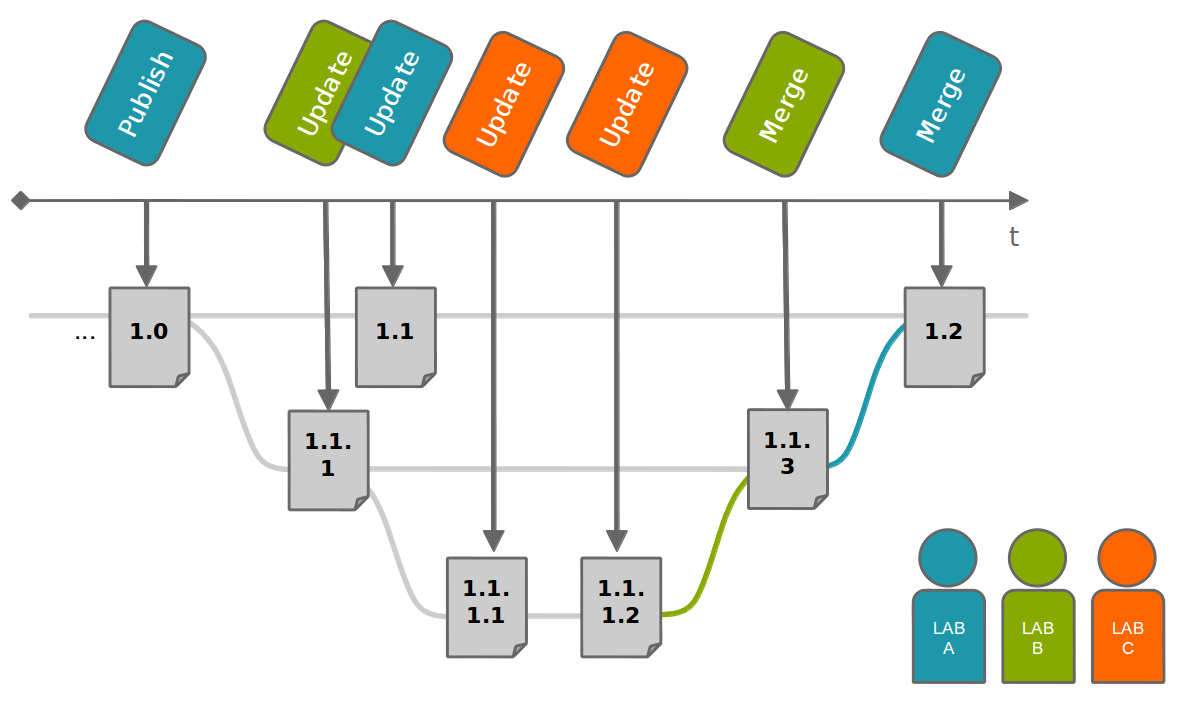 Publish
Update
Update
Update
Update
Merge
Merge
t
...
1.0
1.1
1.2
1.1.
1
1.1.
3
1.1.
1.1
1.1.
1.2
LAB
A
LAB
B
LAB
C